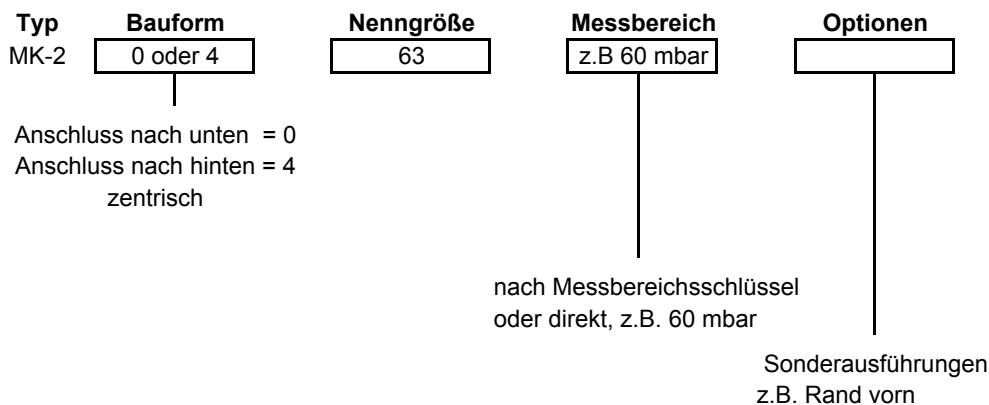 Typ Bauform Nenngröße Messbereich Optionen
MK-2 0 oder 4 63 z.B 60 mbar
Anschluss nach unten = 0
Anschluss nach hinten = 4
zentrisch
nach Messbereichsschlüssel
oder direkt, z.B. 60 mbar
Sonderausführungen
z.B. Rand vorn